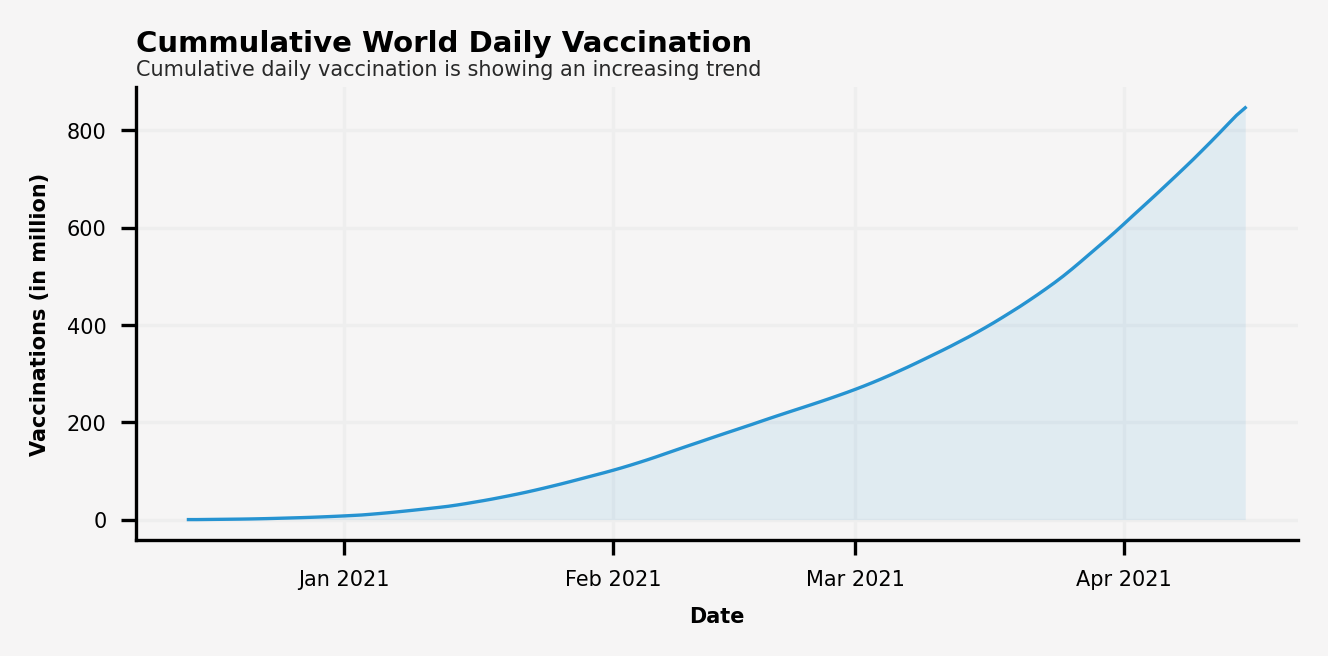 Cummulative World Daily Vaccination
Cumulative daily vaccination is showing an increasing trend
Vaccinations (in million)
800
600
400
200
0
Jan 2021
Feb 2021
Mar 2021
Apr 2021
Date